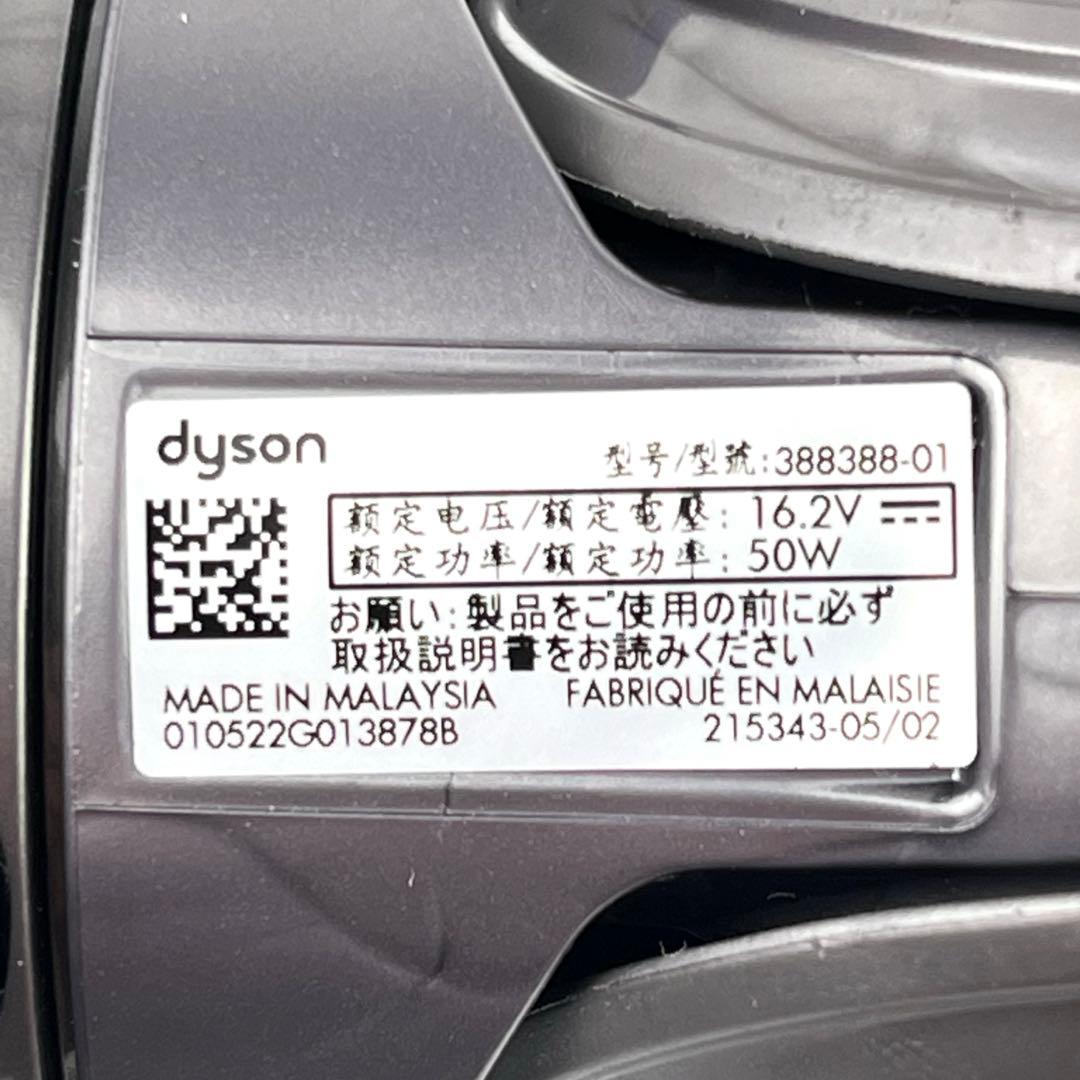 dyson
型号/型號:388388-01
额定电压/額定電壓: 16.2V
额定功率/額定功率: 50W
お願い:製品をご使用の前に必ず
取扱説明書をお読みください
MADE IN MALAYSIA FABRIQUÉ EN MALAISIE
010522G013878B 215343-05/02